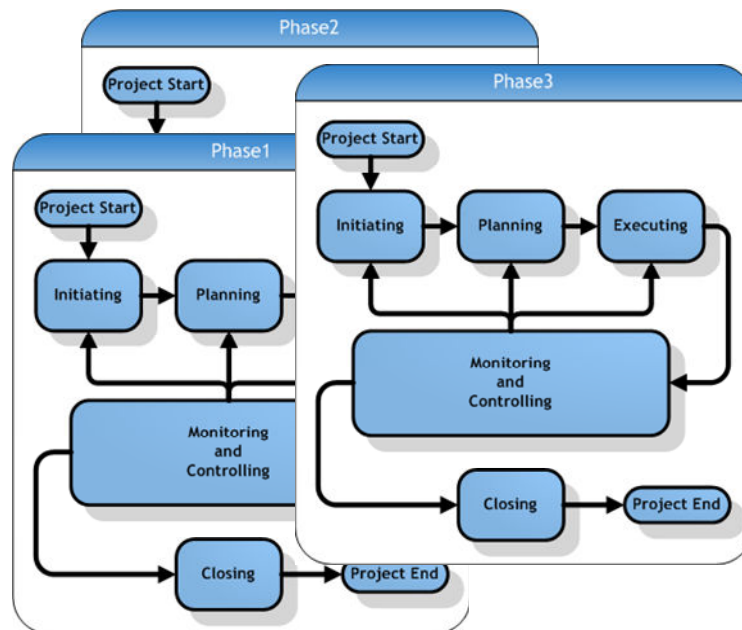 Phase2
Project Start
Phase3
Project Start
Initiating
Planning
Executing
Monitoring
and
Controlling
Closing
Project End
Phase1
Project Start
Initiating
Planning
Monitoring
and
Controlling
Closing
Project End